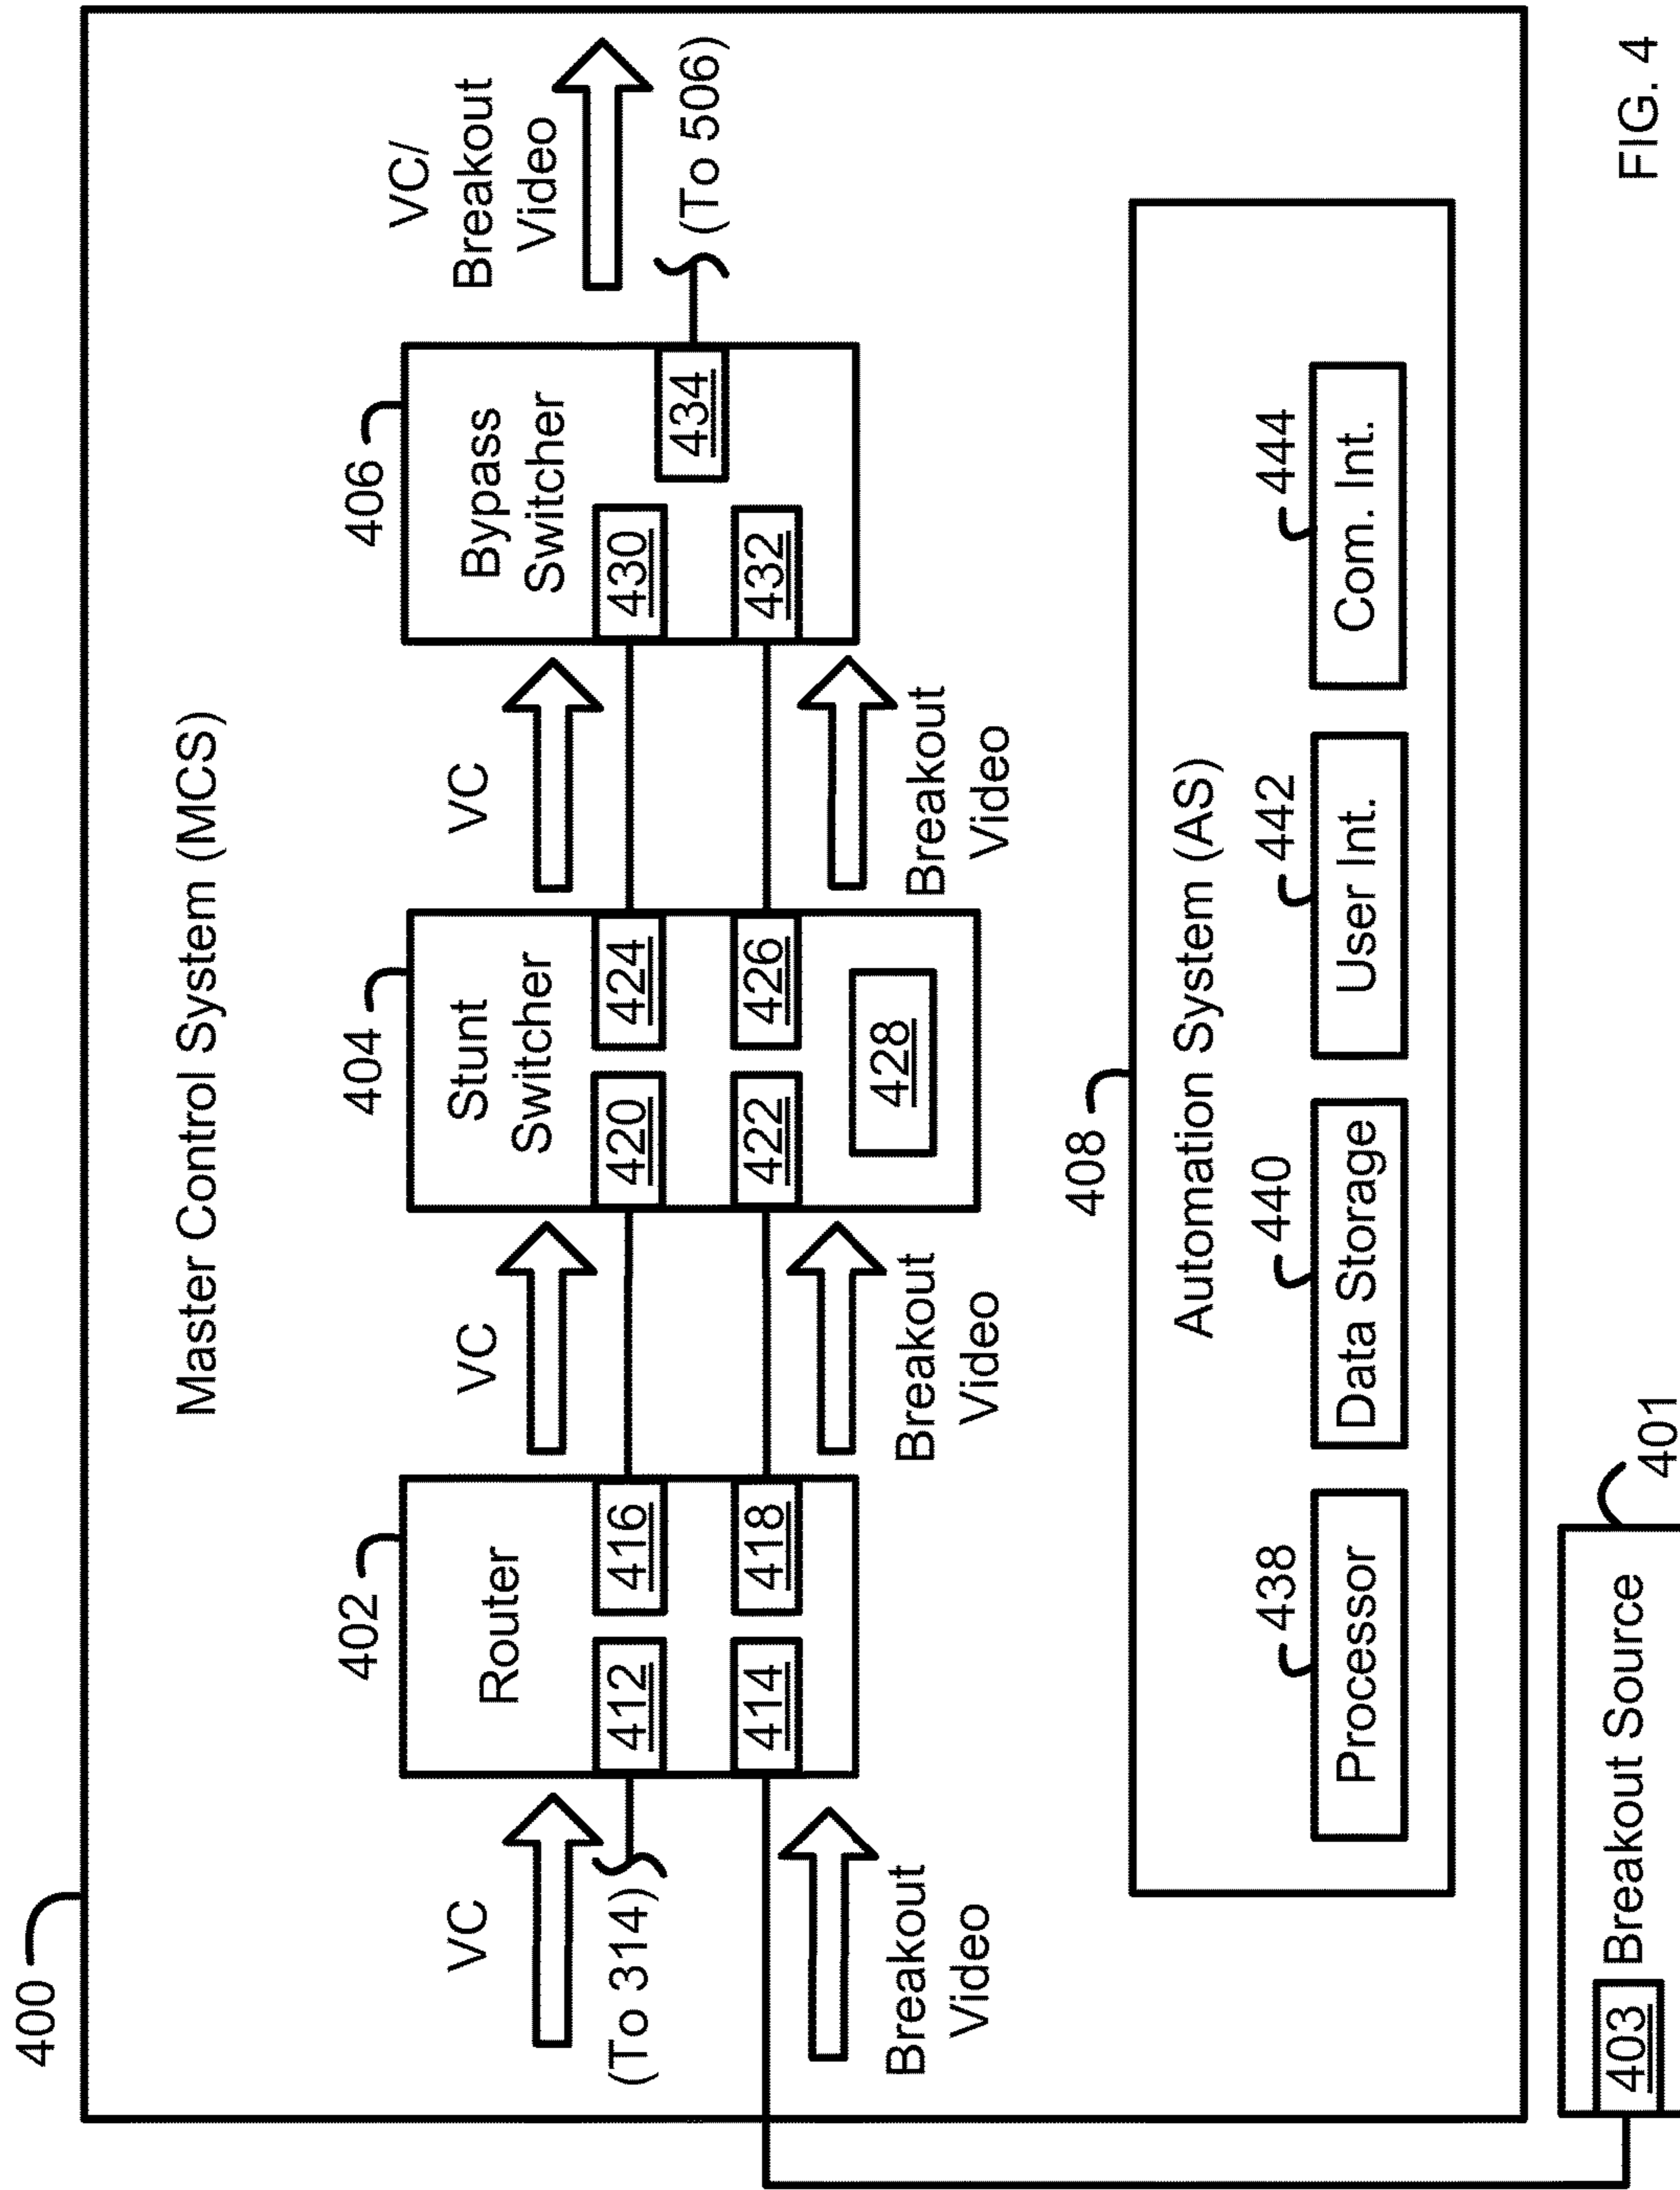 400
Master Control System (MCS)
402
404
406
Router
Stunt
Switcher
Bypass
Switcher
VC
VC
VC
VC/
Breakout
Video
(To 314)
412
416
420
424
430
434
(To 506)
414
418
422
426
432
428
Breakout
Video
Breakout
Video
Breakout
Video
408
Automation System (AS)
438
440
442
444
Processor
Data Storage
User Int.
Com. Int.
403
Breakout Source
401
FIG. 4